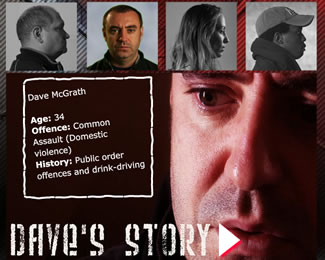 Dave McGrath
Age: 34
Offence: Common
Assault (Domestic
violence)
History: Public order
offences and drink-driving
DAVE'S STORY